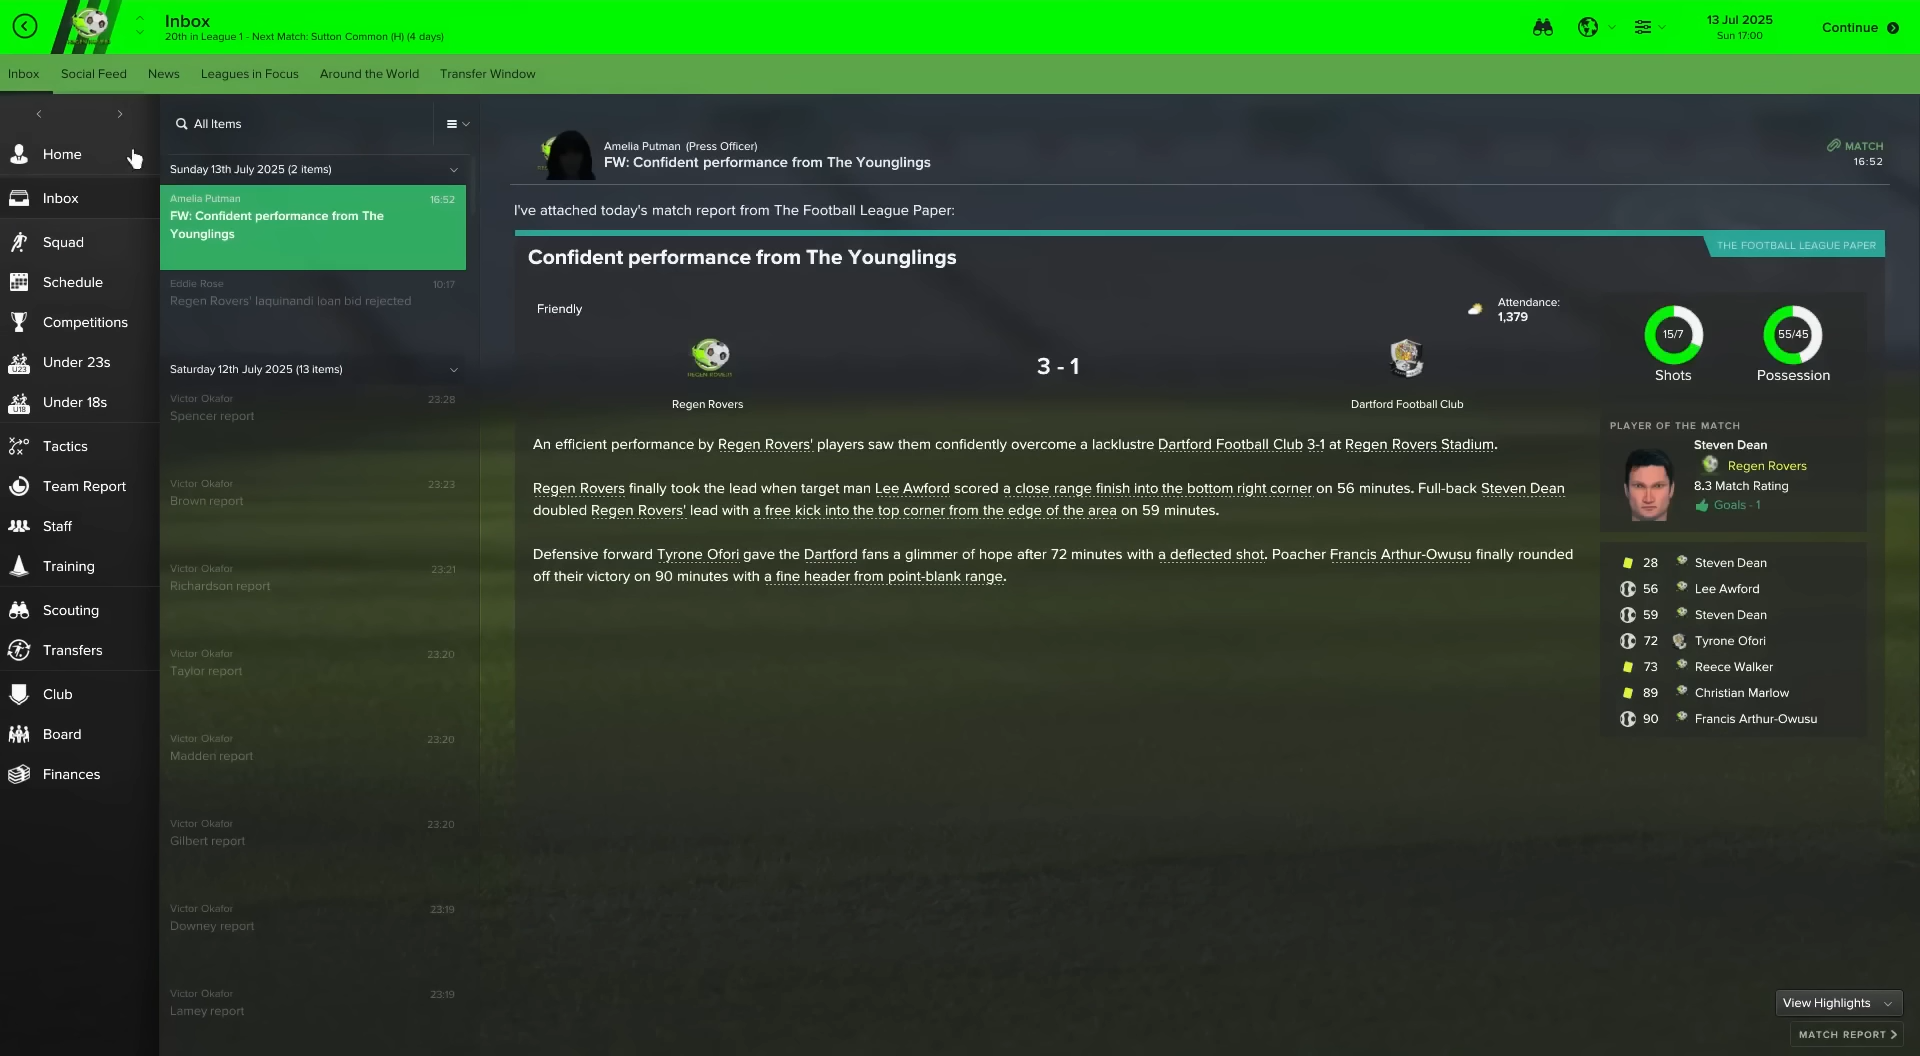 Inbox
20th in League 1 - Next Match: Sutton Common (H) (4 days)
13 Jul 2025
Sun 17:00
Continue
Inbox
Social Feed
News
Leagues in Focus
Around the World
Transfer Window
Home
Inbox
Squad
Schedule
Competitions
U23
Under 23s
U18
Under 18s
Tactics
Team Report
Staff
Training
Scouting
Transfers
Club
Board
Finances
All Items
Sunday 13th July 2025 (2 items)
Amelia Putman 16:52
FW: Confident performance from The
Younglings
Eddie Rose 10:17
Regen Rovers' Iaquinandi loan bid rejected
Saturday 12th July 2025 (13 items)
Victor Okafor 23:28
Spencer report
Victor Okafor 23:23
Brown report
Victor Okafor 23:21
Richardson report
Victor Okafor 23:20
Taylor report
Victor Okafor 23:20
Madden report
Victor Okafor 23:20
Gilbert report
Victor Okafor 23:19
Downey report
Victor Okafor 23:19
Lamey report
Amelia Putman (Press Officer)
FW: Confident performance from The Younglings
MATCH
16:52
I've attached today's match report from The Football League Paper:
THE FOOTBALL LEAGUE PAPER
Confident performance from The Younglings
Friendly
Attendance:
1,379
REGEN ROVERS
3 - 1
Regen Rovers
Dartford Football Club
An efficient performance by Regen Rovers' players saw them confidently overcome a lacklustre Dartford Football Club 3-1 at Regen Rovers Stadium.
Regen Rovers finally took the lead when target man Lee Awford scored a close range finish into the bottom right corner on 56 minutes. Full-back Steven Dean
doubled Regen Rovers' lead with a free kick into the top corner from the edge of the area on 59 minutes.
Defensive forward Tyrone Ofori gave the Dartford fans a glimmer of hope after 72 minutes with a deflected shot. Poacher Francis Arthur-Owusu finally rounded
off their victory on 90 minutes with a fine header from point-blank range.
15/7
55/45
Shots
Possession
PLAYER OF THE MATCH
Steven Dean
Regen Rovers
8.3 Match Rating
Goals - 1
28 Steven Dean
56 Lee Awford
59 Steven Dean
72 Tyrone Ofori
73 Reece Walker
89 Christian Marlow
90 Francis Arthur-Owusu
View Highlights
MATCH REPORT